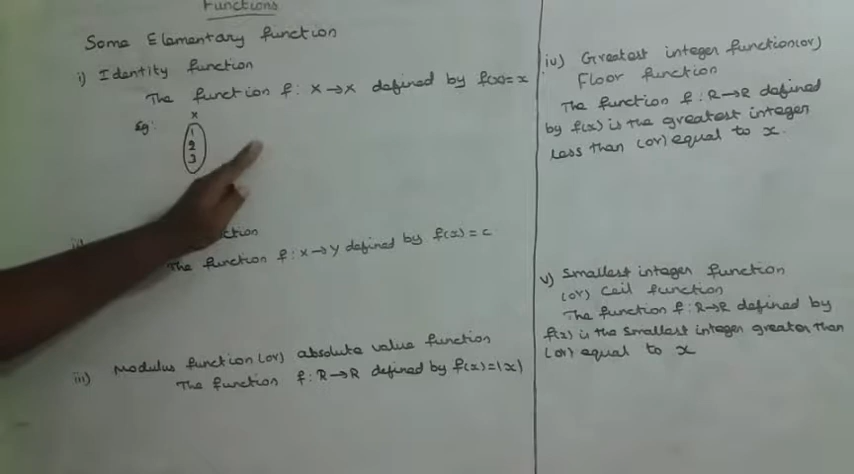 Functions
Some Elementary function
i) Identity function
The function f: X→X defined by f(x)=x
Eg:
X
1
2
3
ction
The function f: X→Y defined by f(x) = c
iii) Modulus function (or) absolute value function
The function f: R→R defined by f(x)=|x|
iv) Greatest integer function (or)
Floor function
The function f: R→R defined
by f(x) is the greatest integer
less than (or) equal to x.
v) Smallest integer function
(or) Ceil function
The function f: R→R defined by
f(x) is the smallest integer greater than
(or) equal to x